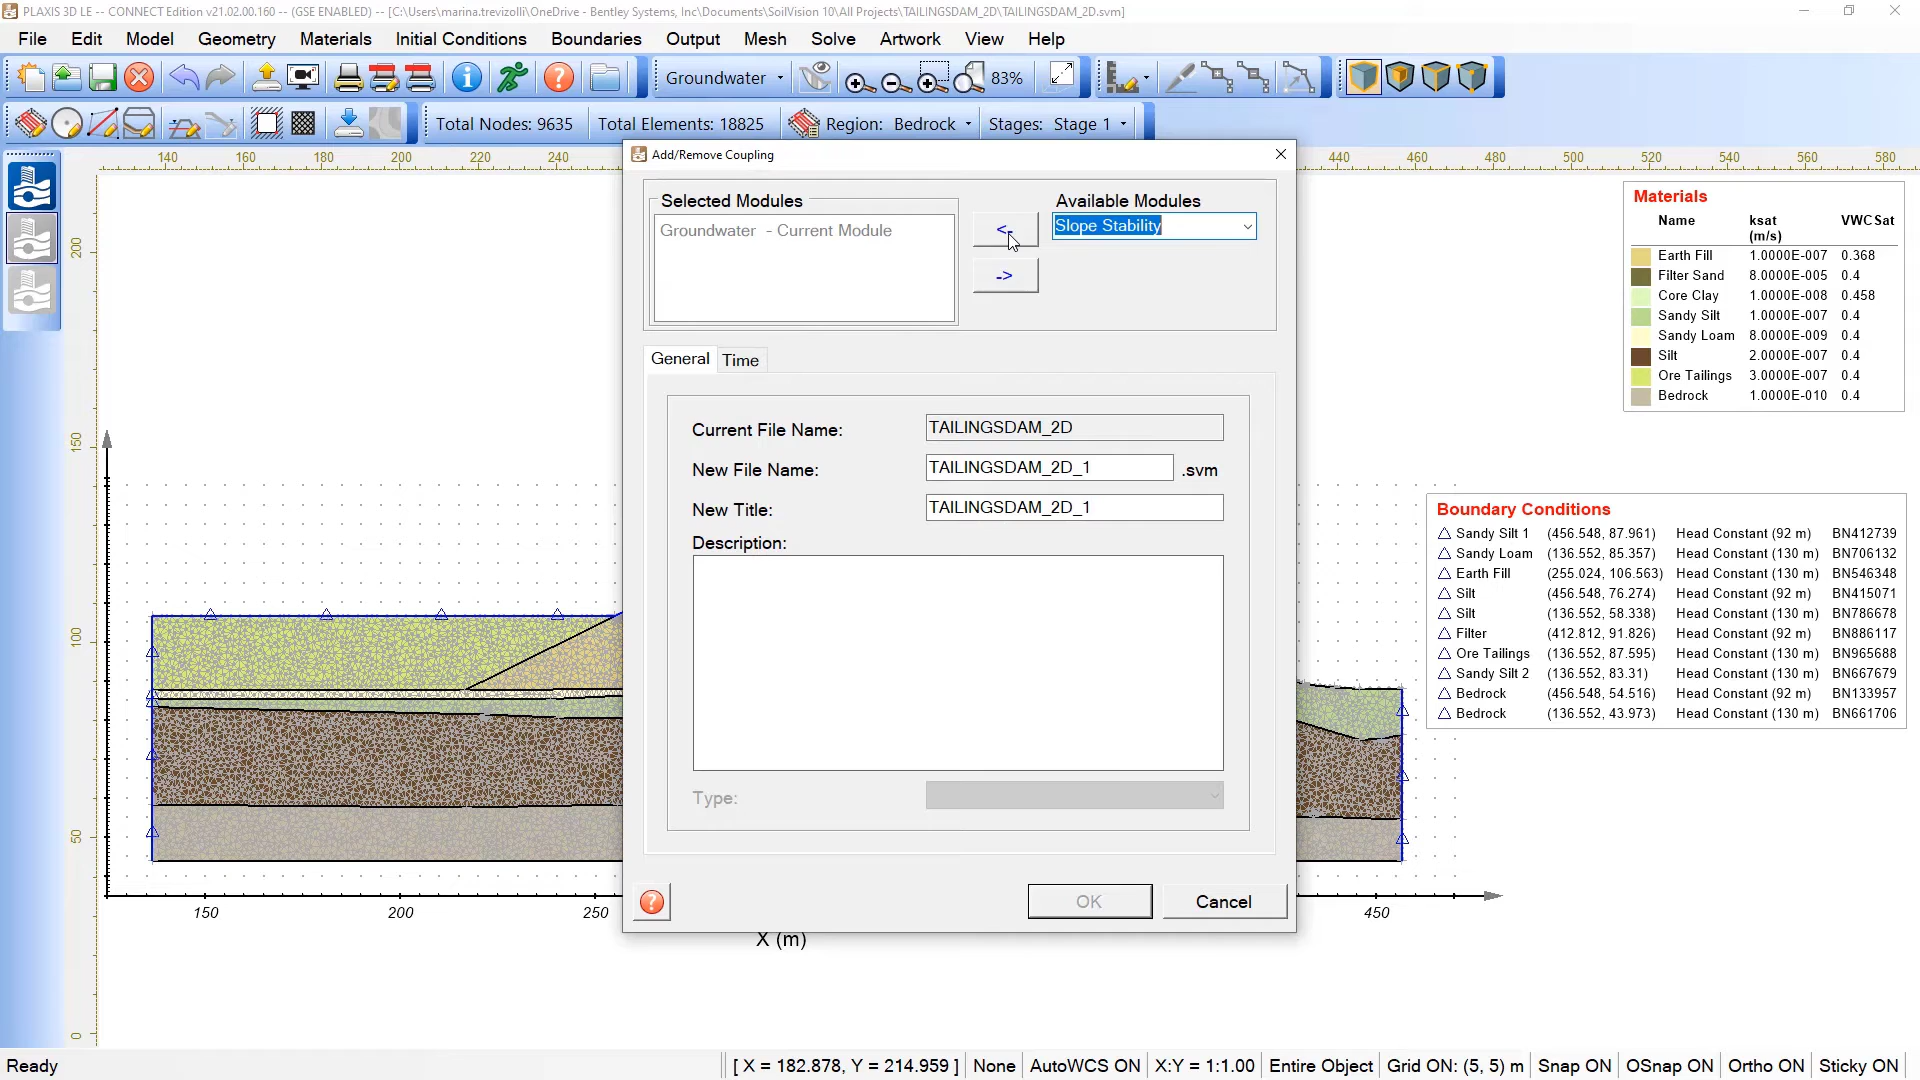 PLAXIS 3D LE -- CONNECT Edition v21.02.00.160 -- (GSE ENABLED) -- [C:\Users\marina.trevizolli\OneDrive - Bentley Systems, Inc\Documents\SoilVision 10\All Projects\TAILINGSDAM_2D\TAILINGSDAM_2D.svm]
File Edit Model Geometry Materials Initial Conditions Boundaries Output Mesh Solve Artwork View Help
Groundwater 83%
Total Nodes: 9635 Total Elements: 18825 Region: Bedrock Stages: Stage 1
140 160 180 200 220 240 440 460 480 500 520 540 560 580
Add/Remove Coupling
Selected Modules
Groundwater - Current Module
<-
->
Available Modules
Slope Stability
General Time
Current File Name: TAILINGSDAM_2D
New File Name: TAILINGSDAM_2D_1 .svm
New Title: TAILINGSDAM_2D_1
Description:
Type:
? OK Cancel
Materials
Name ksat (m/s) VWCSat
Earth Fill 1.0000E-007 0.368
Filter Sand 8.0000E-005 0.4
Core Clay 1.0000E-008 0.458
Sandy Silt 1.0000E-007 0.4
Sandy Loam 8.0000E-009 0.4
Silt 2.0000E-007 0.4
Ore Tailings 3.0000E-007 0.4
Bedrock 1.0000E-010 0.4
Boundary Conditions
Sandy Silt 1 (456.548, 87.961) Head Constant (92 m) BN412739
Sandy Loam (136.552, 85.357) Head Constant (130 m) BN706132
Earth Fill (255.024, 106.563) Head Constant (130 m) BN546348
Silt (456.548, 76.274) Head Constant (92 m) BN415071
Silt (136.552, 58.338) Head Constant (130 m) BN786678
Filter (412.812, 91.826) Head Constant (92 m) BN886117
Ore Tailings (136.552, 87.595) Head Constant (130 m) BN965688
Sandy Silt 2 (136.552, 83.31) Head Constant (130 m) BN667679
Bedrock (456.548, 54.516) Head Constant (92 m) BN133957
Bedrock (136.552, 43.973) Head Constant (130 m) BN661706
200
150
100
50
0
150 200 250 450
X (m)
Ready [ X = 182.878, Y = 214.959 ] None AutoWCS ON X:Y = 1:1.00 Entire Object Grid ON: (5, 5) m Snap ON OSnap ON Ortho ON Sticky ON